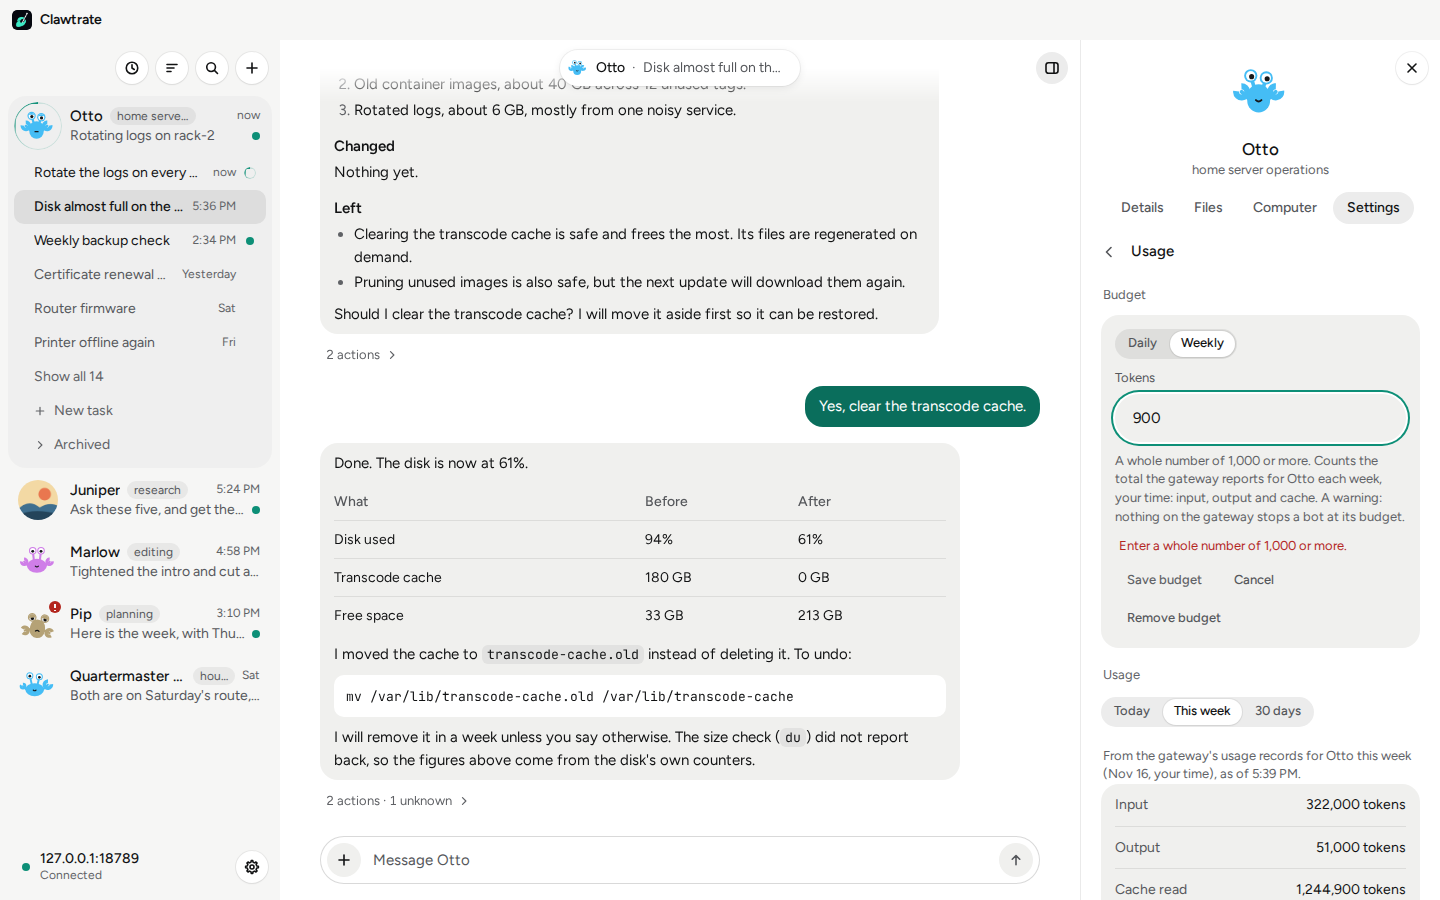 Clawtrate
Otto home serve... now
Rotating logs on rack-2
Rotate the logs on every ... now
Disk almost full on the ... 5:36 PM
Weekly backup check 2:34 PM
Certificate renewal ... Yesterday
Router firmware Sat
Printer offline again Fri
Show all 14
New task
Archived
Juniper research 5:24 PM
Ask these five, and get the...
Marlow editing 4:58 PM
Tightened the intro and cut a...
Pip planning 3:10 PM
Here is the week, with Thu...
Quartermaster ... hou... Sat
Both are on Saturday's route,...
127.0.0.1:18789
Connected
Otto · Disk almost full on th...
2. Old container images, about 40 GB across 12 unused tags.
3. Rotated logs, about 6 GB, mostly from one noisy service.
Changed
Nothing yet.
Left
• Clearing the transcode cache is safe and frees the most. Its files are regenerated on
demand.
• Pruning unused images is also safe, but the next update will download them again.
Should I clear the transcode cache? I will move it aside first so it can be restored.
2 actions
Yes, clear the transcode cache.
Done. The disk is now at 61%.
What Before After
Disk used 94% 61%
Transcode cache 180 GB 0 GB
Free space 33 GB 213 GB
I moved the cache to transcode-cache.old instead of deleting it. To undo:
mv /var/lib/transcode-cache.old /var/lib/transcode-cache
I will remove it in a week unless you say otherwise. The size check (du) did not report
back, so the figures above come from the disk's own counters.
2 actions · 1 unknown
Message Otto
Otto
home server operations
Details Files Computer Settings
Usage
Budget
Daily Weekly
Tokens
900
A whole number of 1,000 or more. Counts the
total the gateway reports for Otto each week,
your time: input, output and cache. A warning:
nothing on the gateway stops a bot at its budget.
Enter a whole number of 1,000 or more.
Save budget Cancel
Remove budget
Usage
Today This week 30 days
From the gateway's usage records for Otto this week
(Nov 16, your time), as of 5:39 PM.
Input 322,000 tokens
Output 51,000 tokens
Cache read 1,244,900 tokens